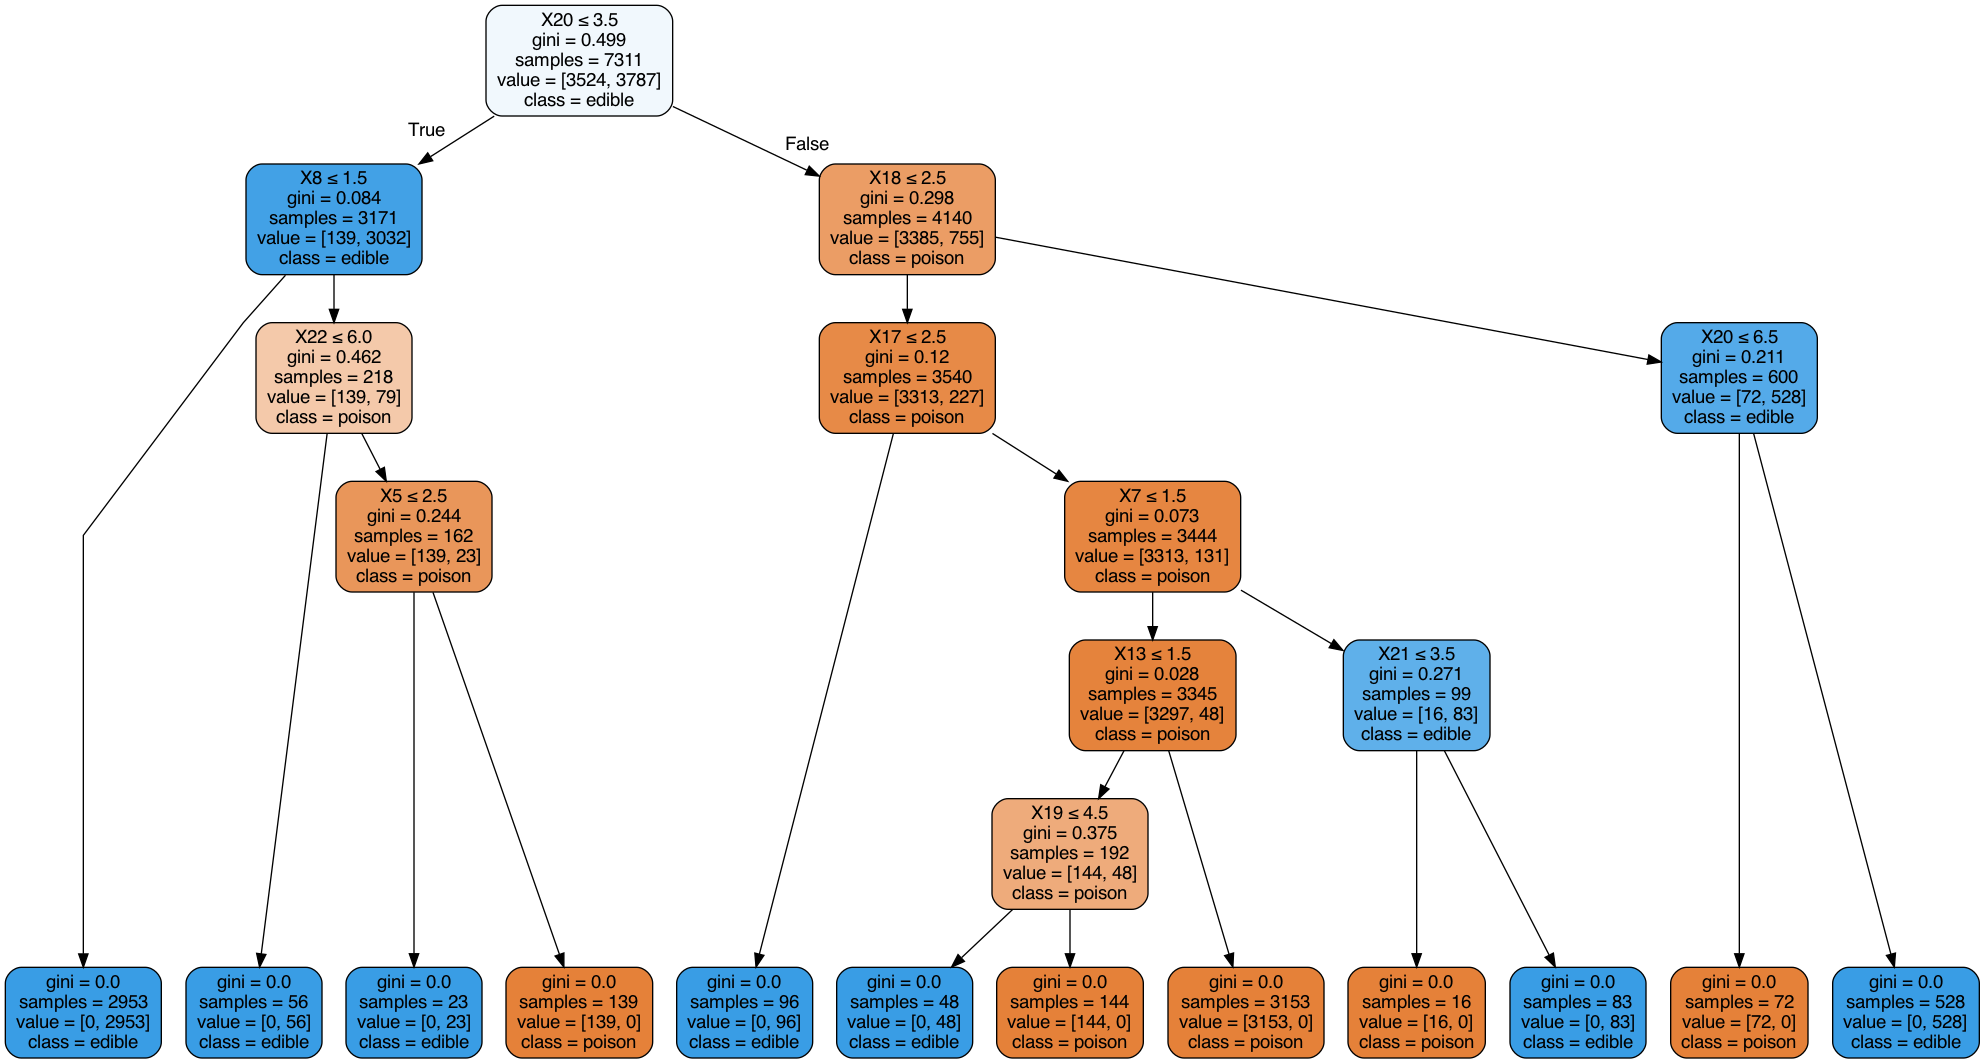 X20 ≤ 3.5
gini = 0.499
samples = 7311
value = [3524, 3787]
class = edible
True
False
X8 ≤ 1.5
gini = 0.084
samples = 3171
value = [139, 3032]
class = edible
X18 ≤ 2.5
gini = 0.298
samples = 4140
value = [3385, 755]
class = poison
X22 ≤ 6.0
gini = 0.462
samples = 218
value = [139, 79]
class = poison
X17 ≤ 2.5
gini = 0.12
samples = 3540
value = [3313, 227]
class = poison
X20 ≤ 6.5
gini = 0.211
samples = 600
value = [72, 528]
class = edible
X5 ≤ 2.5
gini = 0.244
samples = 162
value = [139, 23]
class = poison
X7 ≤ 1.5
gini = 0.073
samples = 3444
value = [3313, 131]
class = poison
X13 ≤ 1.5
gini = 0.028
samples = 3345
value = [3297, 48]
class = poison
X21 ≤ 3.5
gini = 0.271
samples = 99
value = [16, 83]
class = edible
X19 ≤ 4.5
gini = 0.375
samples = 192
value = [144, 48]
class = poison
gini = 0.0
samples = 2953
value = [0, 2953]
class = edible
gini = 0.0
samples = 56
value = [0, 56]
class = edible
gini = 0.0
samples = 23
value = [0, 23]
class = edible
gini = 0.0
samples = 139
value = [139, 0]
class = poison
gini = 0.0
samples = 96
value = [0, 96]
class = edible
gini = 0.0
samples = 48
value = [0, 48]
class = edible
gini = 0.0
samples = 144
value = [144, 0]
class = poison
gini = 0.0
samples = 3153
value = [3153, 0]
class = poison
gini = 0.0
samples = 16
value = [16, 0]
class = poison
gini = 0.0
samples = 83
value = [0, 83]
class = edible
gini = 0.0
samples = 72
value = [72, 0]
class = poison
gini = 0.0
samples = 528
value = [0, 528]
class = edible